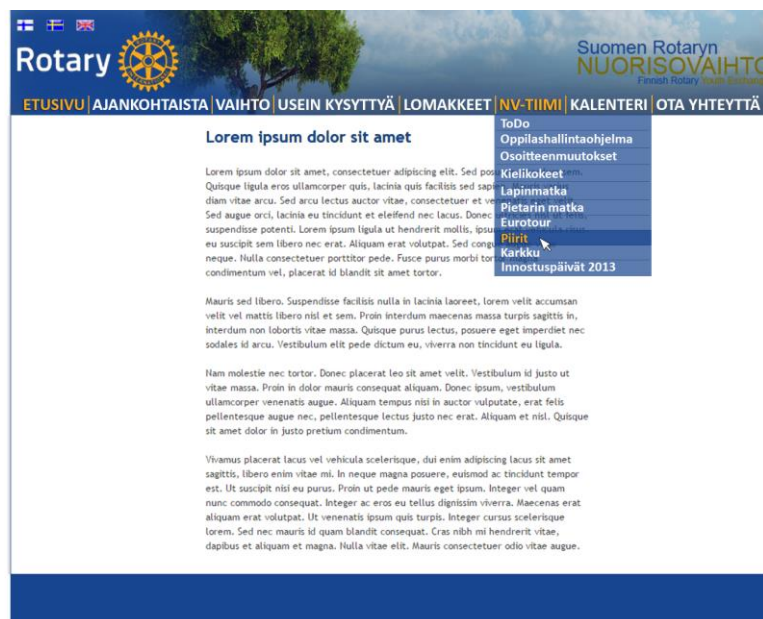 Rotary
Suomen Rotaryn
NUORISOVAIHTO
Finnish Rotary Youth Exchan
ETUSIVU AJANKOHTAISTA VAIHTO USEIN KYSYTTYÄ LOMAKKEET NV-TIIMI KALENTERI OTA YHTEYTTÄ
ToDo
Oppilashallintaohjelma
Osoitteenmuutokset
Kielikokeet
Lapinmatka
Pietarin matka
Eurotour
Piirit
Karkku
Innostuspäivät 2013
Lorem ipsum dolor sit amet
Lorem ipsum dolor sit amet, consectetuer adipiscing elit. Sed
Quisque ligula eros ullamcorper quis, lacinia quis facilisis sed sapien.
diam vitae arcu. Sed arcu lectus auctor vitae, consectetuer et
Sed augue orci, lacinia eu tincidunt et eleifend nec lacus. Donec
suspendisse potenti. Lorem ipsum ligula ut hendrerit mollis,
eu suscipit sem libero nec erat. Aliquam erat volutpat. Sed
neque. Nulla consectetuer porttitor pede. Fusce purus morbi
condimentum vel, placerat id blandit sit amet tortor.
Mauris sed libero. Suspendisse facilisis nulla in lacinia laoreet, lorem velit accumsan
velit vel mattis libero nisl et sem. Proin interdum maecenas massa turpis sagittis in,
interdum non lobortis vitae massa. Quisque purus lectus, posuere eget imperdiet nec
sodales id arcu. Vestibulum elit pede dictum eu, viverra non tincidunt eu ligula.
Nam molestie nec tortor. Donec placerat leo sit amet velit. Vestibulum id justo ut
vitae massa. Proin in dolor mauris consequat aliquam. Donec ipsum, vestibulum
ullamcorper venenatis augue. Aliquam tempus nisi in auctor vulputate, erat felis
pellentesque augue nec, pellentesque lectus justo nec erat. Aliquam et nisl. Quisque
sit amet dolor in justo pretium condimentum.
Vivamus placerat lacus vel vehicula scelerisque, dui enim adipiscing lacus sit amet
sagittis, libero enim vitae mi. In neque magna posuere, euismod ac tincidunt tempor
est. Ut suscipit nisi eu purus. Proin ut pede mauris eget ipsum. Integer vel quam
nunc commodo consequat. Integer ac eros eu tellus dignissim viverra. Maecenas erat
aliquam erat volutpat. Ut venenatis ipsum quis turpis. Integer cursus scelerisque
lorem. Sed nec mauris id quam blandit consequat. Cras nibh mi hendrerit vitae,
dapibus et aliquam et magna. Nulla vitae elit. Mauris consectetuer odio vitae augue.